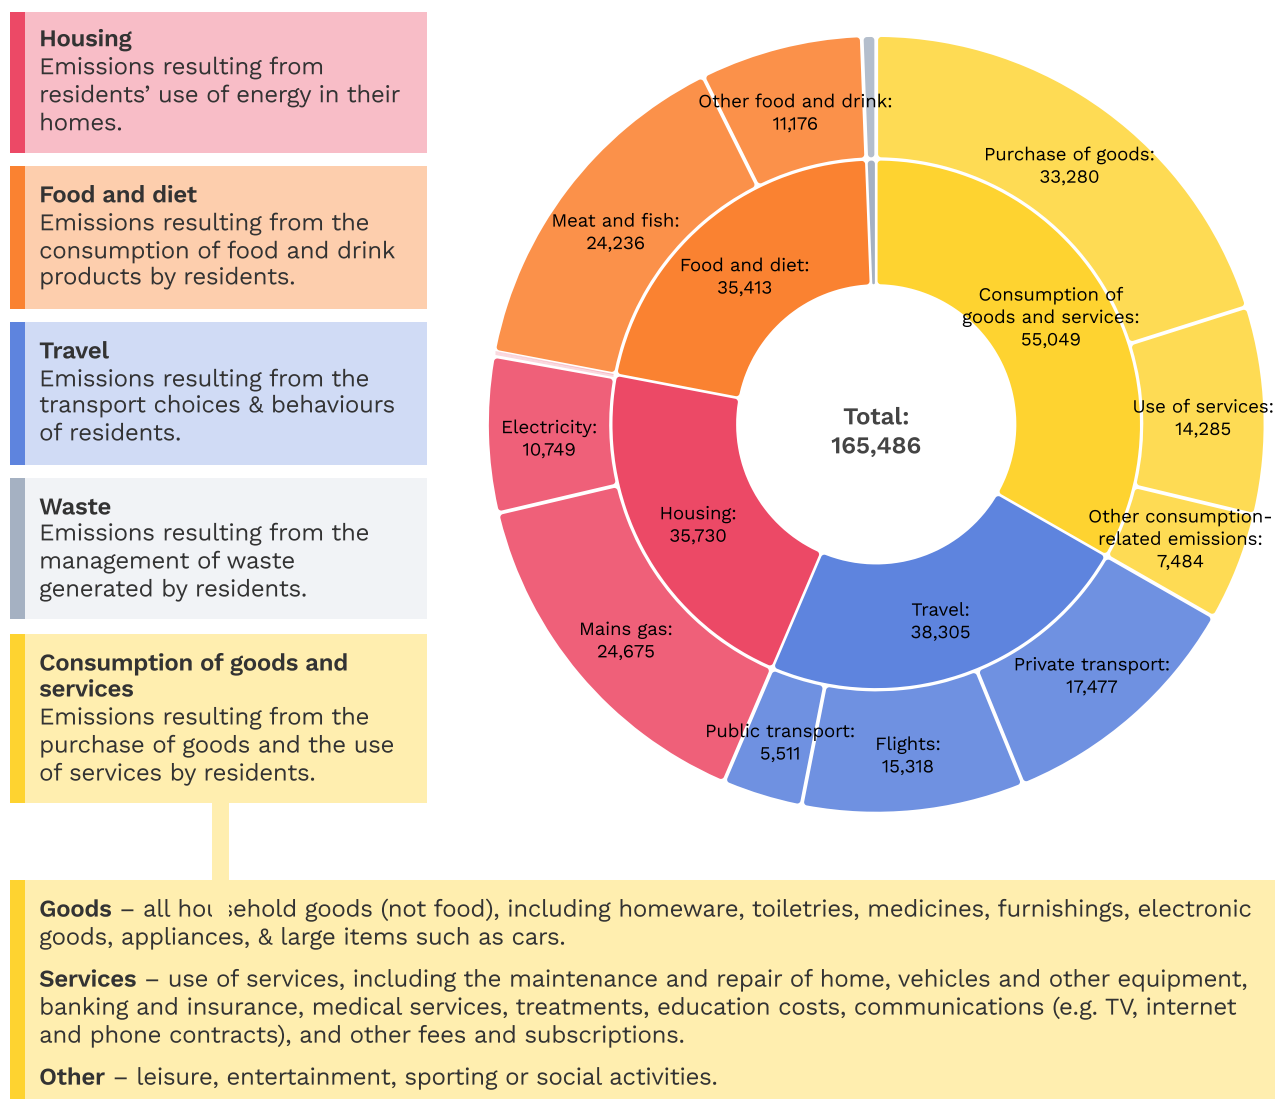 Housing
Emissions resulting from
residents’ use of energy in their
homes.
Food and diet
Emissions resulting from the
consumption of food and drink
products by residents.
Travel
Emissions resulting from the
transport choices & behaviours
of residents.
Waste
Emissions resulting from the
management of waste
generated by residents.
Consumption of goods and
services
Emissions resulting from the
purchase of goods and the use
of services by residents.
Other food and drink:
11,176
Purchase of goods:
33,280
Meat and fish:
24,236
Food and diet:
35,413
Consumption of
goods and services:
55,049
Use of services:
14,285
Total:
165,486
Electricity:
10,749
Housing:
35,730
Other consumption-
related emissions:
7,484
Travel:
38,305
Mains gas:
24,675
Private transport:
17,477
Public transport:
5,511
Flights:
15,318
Goods – all household goods (not food), including homeware, toiletries, medicines, furnishings, electronic
goods, appliances, & large items such as cars.
Services – use of services, including the maintenance and repair of home, vehicles and other equipment,
banking and insurance, medical services, treatments, education costs, communications (e.g. TV, internet
and phone contracts), and other fees and subscriptions.
Other – leisure, entertainment, sporting or social activities.